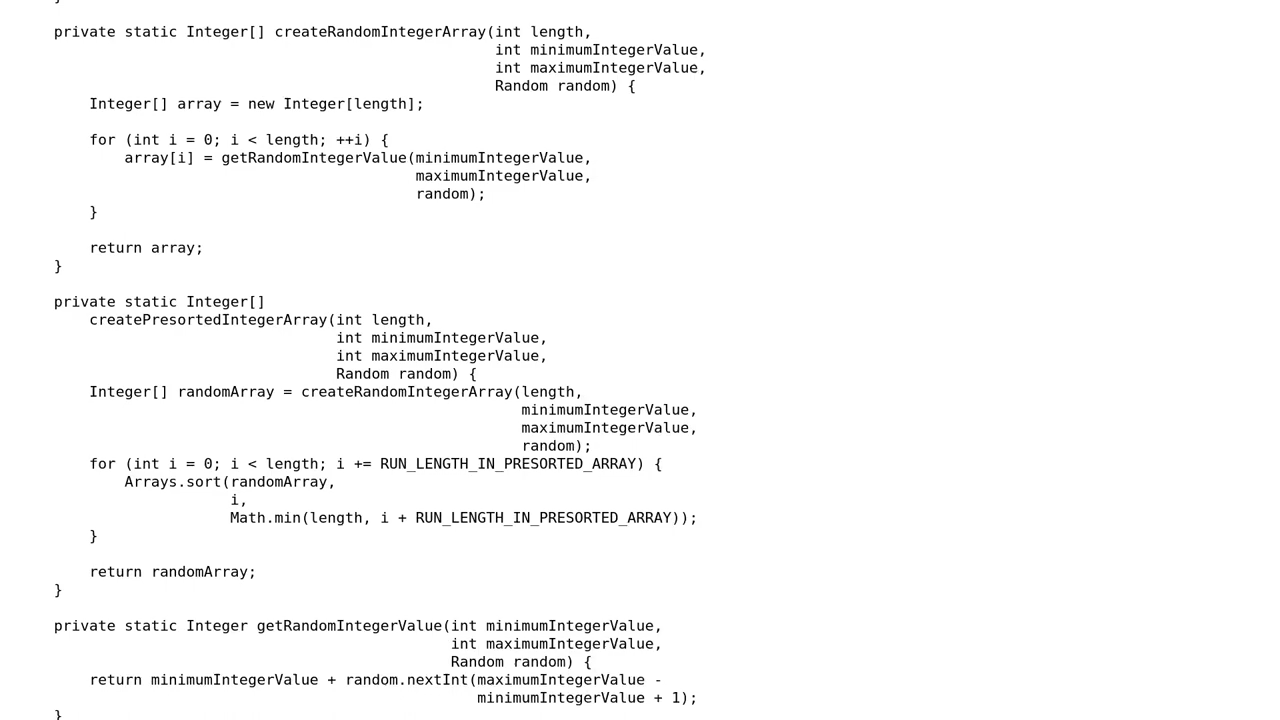 }
private static Integer[] createRandomIntegerArray(int length,
int minimumIntegerValue,
int maximumIntegerValue,
Random random) {
Integer[] array = new Integer[length];
for (int i = 0; i < length; ++i) {
array[i] = getRandomIntegerValue(minimumIntegerValue,
maximumIntegerValue,
random);
}
return array;
}
private static Integer[]
createPresortedIntegerArray(int length,
int minimumIntegerValue,
int maximumIntegerValue,
Random random) {
Integer[] randomArray = createRandomIntegerArray(length,
minimumIntegerValue,
maximumIntegerValue,
random);
for (int i = 0; i < length; i += RUN_LENGTH_IN_PRESORTED_ARRAY) {
Arrays.sort(randomArray,
i,
Math.min(length, i + RUN_LENGTH_IN_PRESORTED_ARRAY));
}
return randomArray;
}
private static Integer getRandomIntegerValue(int minimumIntegerValue,
int maximumIntegerValue,
Random random) {
return minimumIntegerValue + random.nextInt(maximumIntegerValue -
minimumIntegerValue + 1);
}